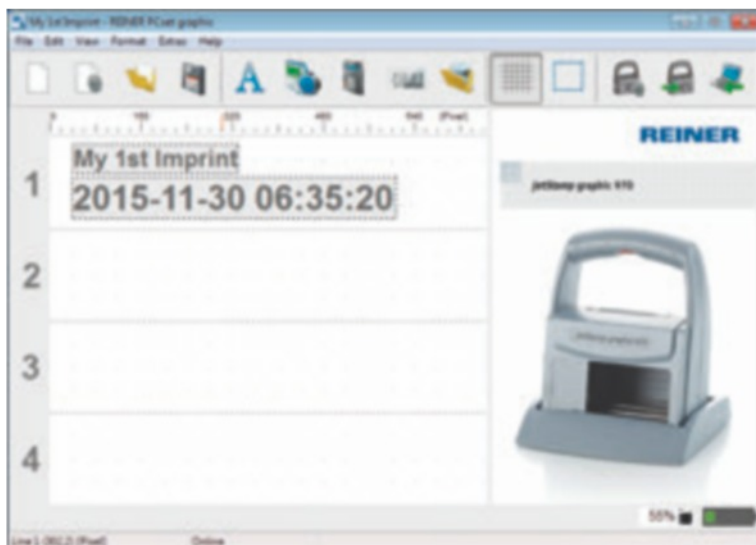 My 1st Imprint - REINER PCset graphic
File Edit View Format Extras Help
REINER
jetStamp graphic 970
1
My 1st Imprint
2015-11-30 06:35:20
2
3
4
55%
Online